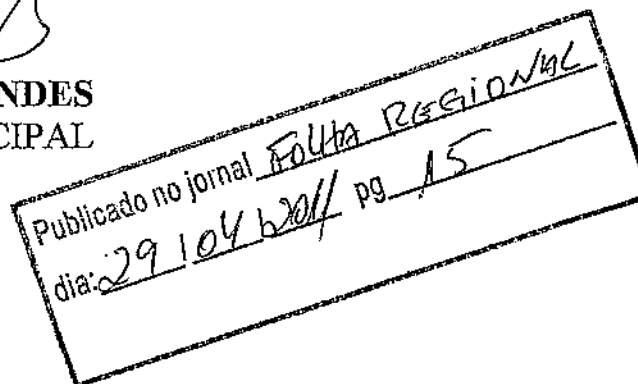 NDES
CIPAL
Publicado no jornal FOLHA REGIONAL
dia: 29 / 04 / 2011 pg 15